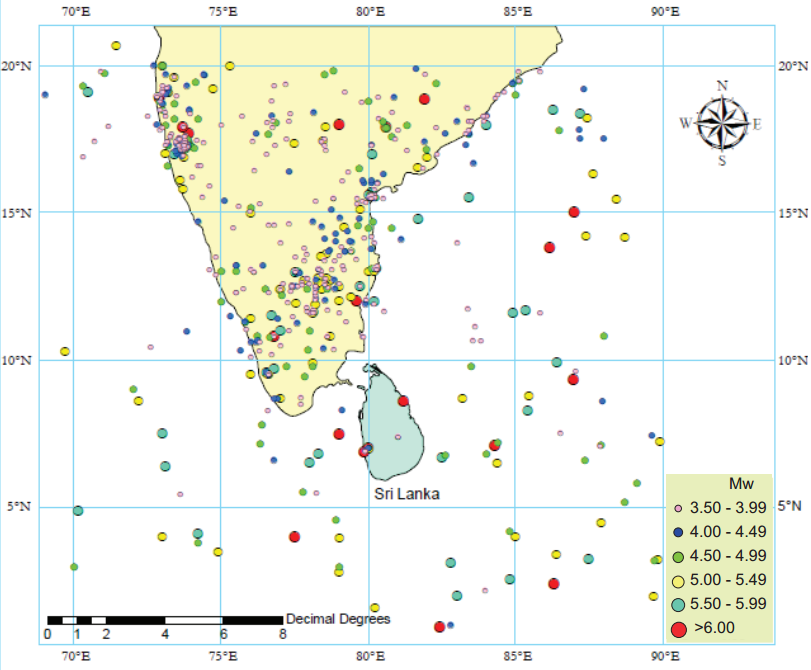 70°E 75°E 80°E 85°E 90°E
20°N 20°N
N
W E
S
15°N 15°N
10°N 10°N
Sri Lanka
5°N 5°N
Mw
3.50 - 3.99
4.00 - 4.49
4.50 - 4.99
5.00 - 5.49
5.50 - 5.99
>6.00
Decimal Degrees
0 1 2 4 6 8
70°E 75°E 80°E 85°E 90°E